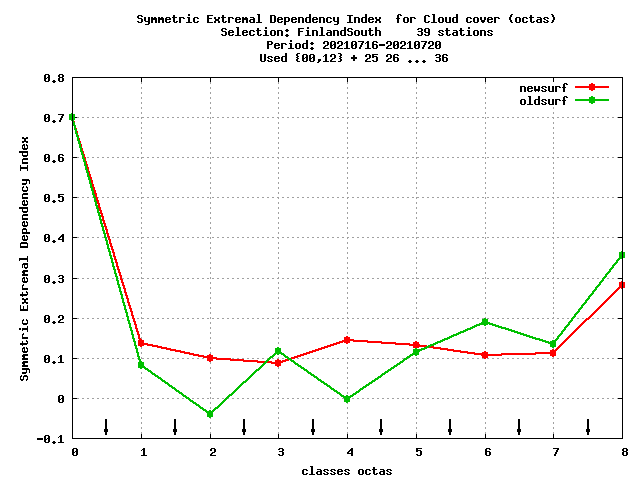 Symmetric Extremal Dependency Index  for Cloud cover (octas)
Selection: FinlandSouth     39 stations
Period: 20210716-20210720
Used {00,12} + 25 26 ... 36
newsurf
oldsurf
0.8
0.7
0.6
0.5
0.4
0.3
0.2
0.1
0
-0.1
Symmetric Extremal Dependency Index
0 1 2 3 4 5 6 7 8
classes octas